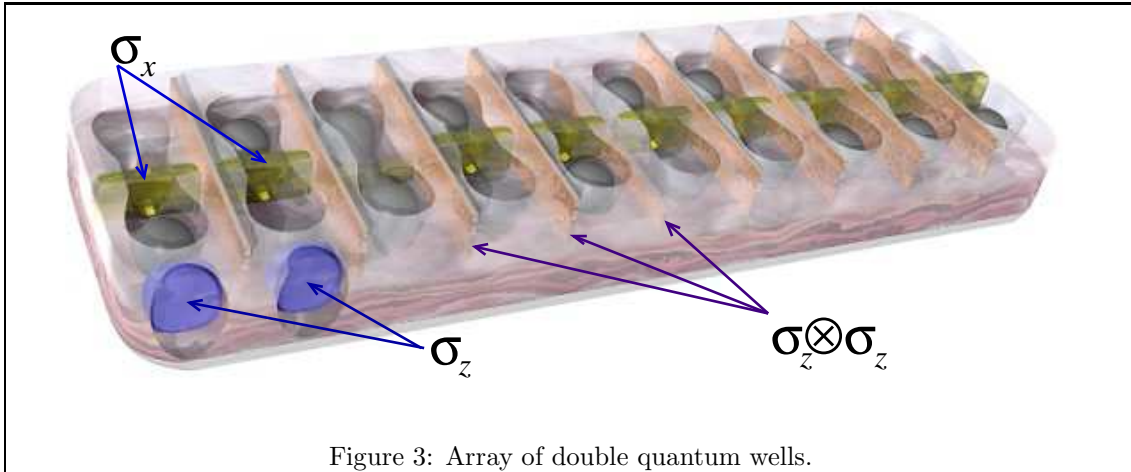 σx
σz
σz⊗σz
Figure 3: Array of double quantum wells.